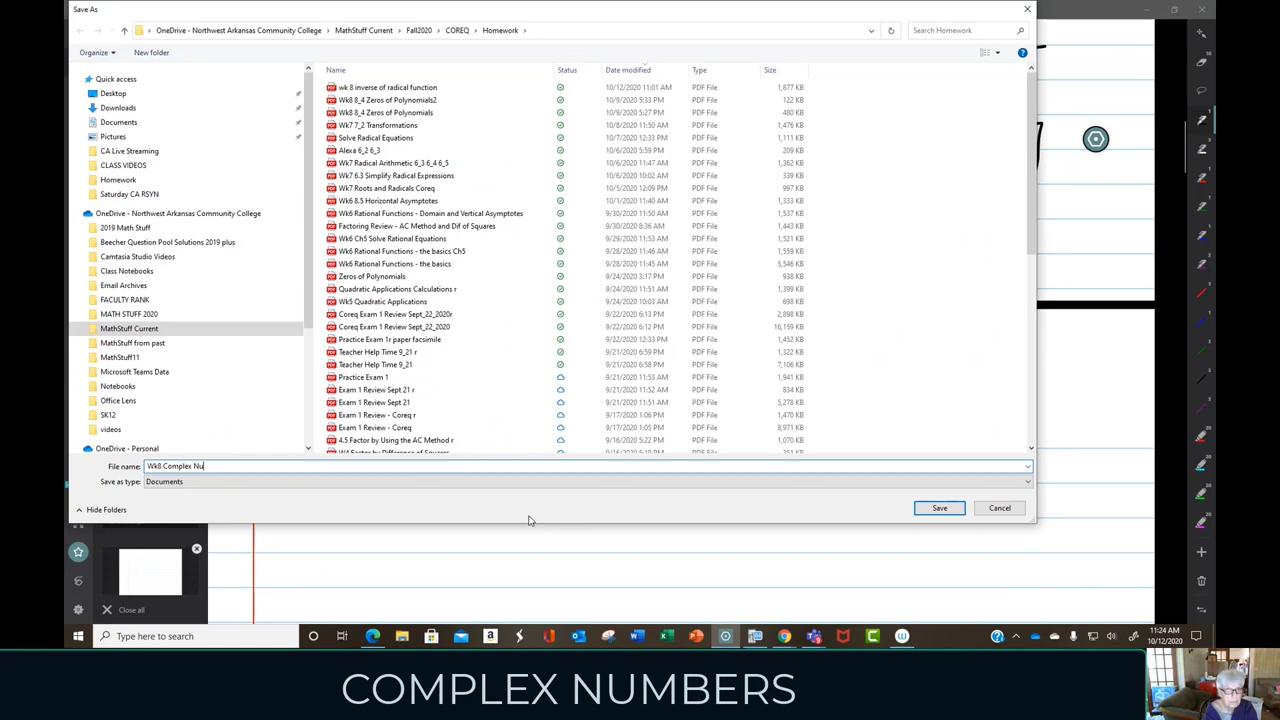 Save As
OneDrive - Northwest Arkansas Community College › MathStuff Current › Fall2020 › COREQ › Homework ›
Search Homework
Organize
New folder
Name Status Date modified Type Size
Quick access
Desktop
Downloads
Documents
Pictures
CA Live Streaming
CLASS VIDEOS
Homework
Saturday CA RSYN
OneDrive - Northwest Arkansas Community College
2019 Math Stuff
Beecher Question Pool Solutions 2019 plus
Camtasia Studio Videos
Class Notebooks
Email Archives
FACULTY RANK
MATH STUFF 2020
MathStuff Current
MathStuff from past
MathStuff11
Microsoft Teams Data
Notebooks
Office Lens
SK12
videos
OneDrive - Personal
wk 8 inverse of radical function 10/12/2020 11:01 AM PDF File 1,877 KB
Wk8 8_4 Zeros of Polynomials2 10/9/2020 5:33 PM PDF File 122 KB
Wk8 8_4 Zeros of Polynomials 10/9/2020 5:27 PM PDF File 480 KB
Wk7 7_2 Transformations 10/8/2020 11:50 AM PDF File 1,476 KB
Solve Radical Equations 10/7/2020 12:33 PM PDF File 1,111 KB
Alexa 6_2 6_3 10/6/2020 5:59 PM PDF File 209 KB
Wk7 Radical Arithmetic 6_3 6_4 6_5 10/6/2020 11:47 AM PDF File 1,362 KB
Wk7 6.3 Simplify Radical Expressions 10/6/2020 10:02 AM PDF File 339 KB
Wk7 Roots and Radicals Coreq 10/5/2020 12:09 PM PDF File 997 KB
Wk6 8.5 Horizontal Asymptotes 10/1/2020 11:40 AM PDF File 1,333 KB
Wk6 Rational Functions - Domain and Vertical Asymptotes 9/30/2020 11:50 AM PDF File 1,537 KB
Factoring Review - AC Method and Dif of Squares 9/30/2020 8:36 AM PDF File 1,443 KB
Wk6 Ch5 Solve Rational Equations 9/29/2020 11:53 AM PDF File 1,521 KB
Wk6 Rational Functions - the basics Ch5 9/28/2020 11:46 AM PDF File 1,559 KB
Wk6 Rational Functions - the basics 9/28/2020 11:45 AM PDF File 5,546 KB
Zeros of Polynomials 9/24/2020 3:17 PM PDF File 938 KB
Quadratic Applications Calculations r 9/24/2020 11:51 AM PDF File 1,399 KB
Wk5 Quadratic Applications 9/24/2020 10:03 AM PDF File 698 KB
Coreq Exam 1 Review Sept_22_2020r 9/22/2020 6:13 PM PDF File 2,898 KB
Coreq Exam 1 Review Sept_22_2020 9/22/2020 6:12 PM PDF File 16,159 KB
Practice Exam 1r paper facsimile 9/22/2020 12:33 PM PDF File 1,452 KB
Teacher Help Time 9_21 r 9/21/2020 6:59 PM PDF File 1,322 KB
Teacher Help Time 9_21 9/21/2020 6:58 PM PDF File 7,106 KB
Practice Exam 1 9/21/2020 11:53 AM PDF File 1,941 KB
Exam 1 Review Sept 21 r 9/21/2020 11:52 AM PDF File 834 KB
Exam 1 Review Sept 21 9/21/2020 11:51 AM PDF File 5,278 KB
Exam 1 Review - Coreq r 9/17/2020 1:06 PM PDF File 1,470 KB
Exam 1 Review - Coreq 9/17/2020 1:05 PM PDF File 8,971 KB
4.5 Factor by Using the AC Method r 9/16/2020 5:22 PM PDF File 1,070 KB
File name: Wk8 Complex Nu
Save as type: Documents
Hide Folders
Save
Cancel
Close all
Type here to search
11:24 AM
10/12/2020
COMPLEX NUMBERS